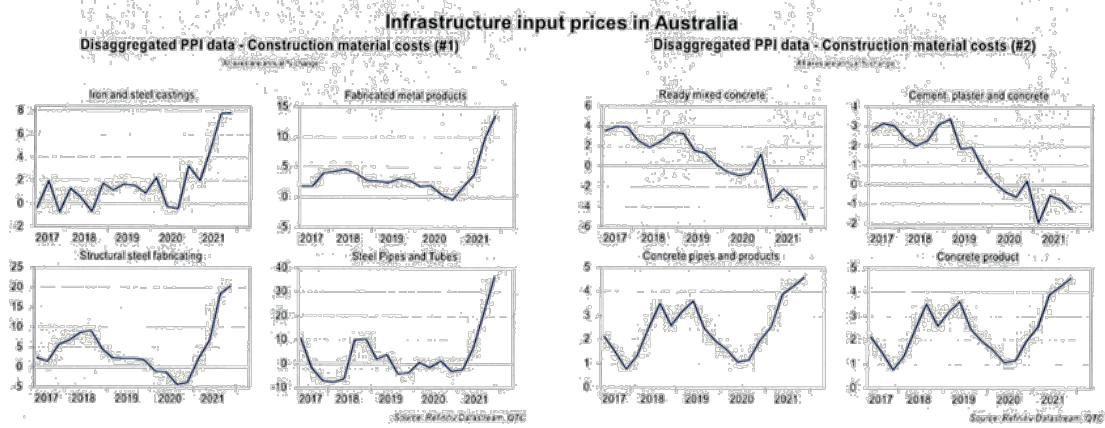 Infrastructure input prices in Australia
Disaggregated PPI data - Construction material costs (#1)
Iron and steel castings
8
6
4
2
0
-2
2017 2018 2019 2020 2021
Fabricated metal products
15
10
5
0
-5
2017 2018 2019 2020 2021
Structural steel fabricating
25
20
15
10
5
0
-5
2017 2018 2019 2020 2021
Steel Pipes and Tubes
40
30
20
10
0
-10
2017 2018 2019 2020 2021
Source: Refinitiv Datastream, QTC
Disaggregated PPI data - Construction material costs (#2)
Ready mixed concrete
6
4
2
0
-2
-4
-6
2017 2018 2019 2020 2021
Cement, plaster and concrete
4
3
2
1
0
-1
-2
2017 2018 2019 2020 2021
Concrete pipes and products
5
4
3
2
1
0
2017 2018 2019 2020 2021
Concrete product
5
4
3
2
1
0
2017 2018 2019 2020 2021
Source: Refinitiv Datastream, QTC